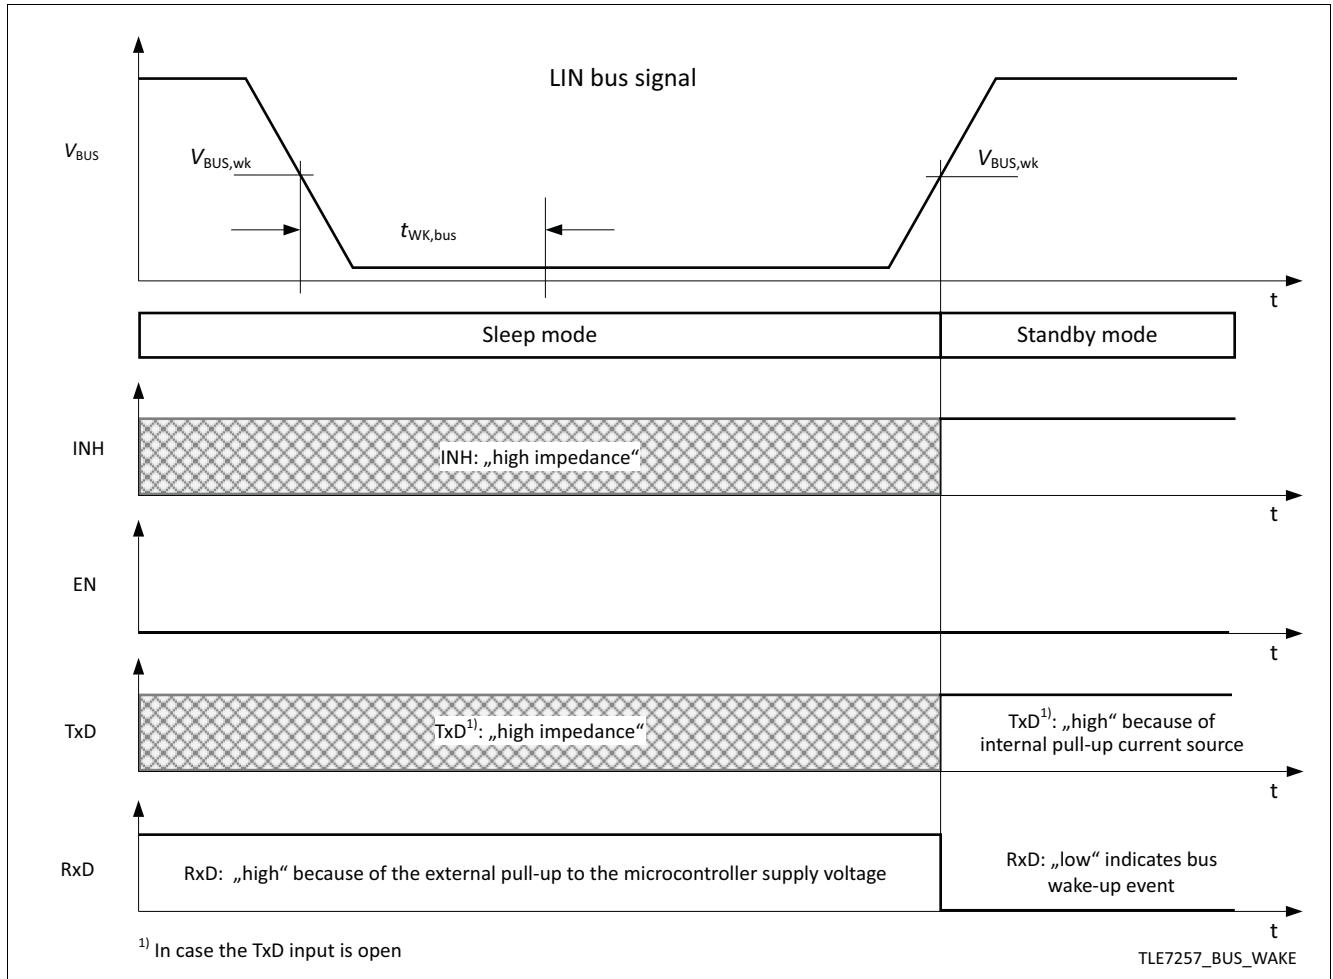 LIN bus signal
V_BUS
V_BUS,wk
V_BUS,wk
t_WK,bus
t
Sleep mode
Standby mode
INH
INH: „high impedance“
t
EN
t
TxD
TxD1): „high impedance“
TxD1): „high“ because of
internal pull-up current source
t
RxD
RxD: „high“ because of the external pull-up to the microcontroller supply voltage
RxD: „low“ indicates bus
wake-up event
t
1) In case the TxD input is open
TLE7257_BUS_WAKE